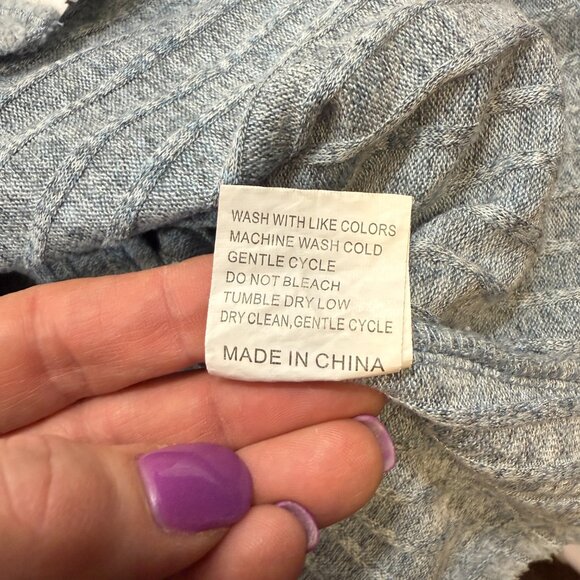 WASH WITH LIKE COLORS
MACHINE WASH COLD
GENTLE CYCLE
DO NOT BLEACH
TUMBLE DRY LOW
DRY CLEAN,GENTLE CYCLE
MADE IN CHINA